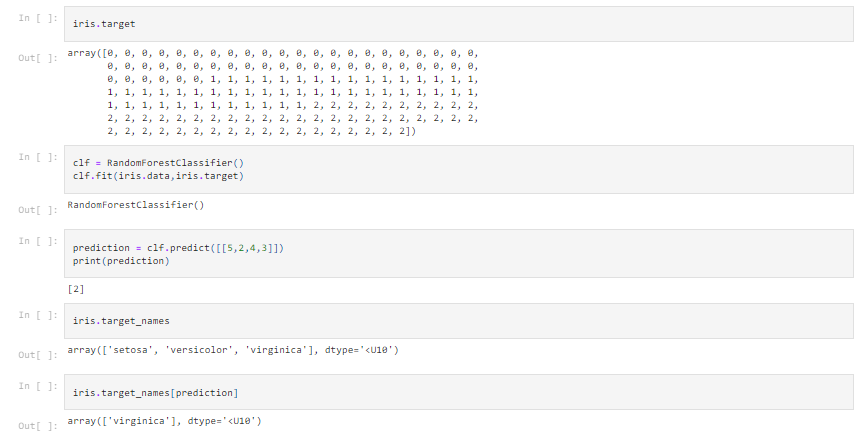 In [ ]: iris.target
Out[ ]: array([0, 0, 0, 0, 0, 0, 0, 0, 0, 0, 0, 0, 0, 0, 0, 0, 0, 0, 0, 0, 0, 0,
0, 0, 0, 0, 0, 0, 0, 0, 0, 0, 0, 0, 0, 0, 0, 0, 0, 0, 0, 0, 0, 0,
0, 0, 0, 0, 0, 0, 1, 1, 1, 1, 1, 1, 1, 1, 1, 1, 1, 1, 1, 1, 1, 1,
1, 1, 1, 1, 1, 1, 1, 1, 1, 1, 1, 1, 1, 1, 1, 1, 1, 1, 1, 1, 1, 1,
1, 1, 1, 1, 1, 1, 1, 1, 1, 1, 1, 1, 2, 2, 2, 2, 2, 2, 2, 2, 2, 2,
2, 2, 2, 2, 2, 2, 2, 2, 2, 2, 2, 2, 2, 2, 2, 2, 2, 2, 2, 2, 2, 2,
2, 2, 2, 2, 2, 2, 2, 2, 2, 2, 2, 2, 2, 2, 2, 2, 2, 2])
In [ ]: clf = RandomForestClassifier()
clf.fit(iris.data,iris.target)
Out[ ]: RandomForestClassifier()
In [ ]: prediction = clf.predict([[5,2,4,3]])
print(prediction)
[2]
In [ ]: iris.target_names
Out[ ]: array(['setosa', 'versicolor', 'virginica'], dtype='<U10')
In [ ]: iris.target_names[prediction]
Out[ ]: array(['virginica'], dtype='<U10')